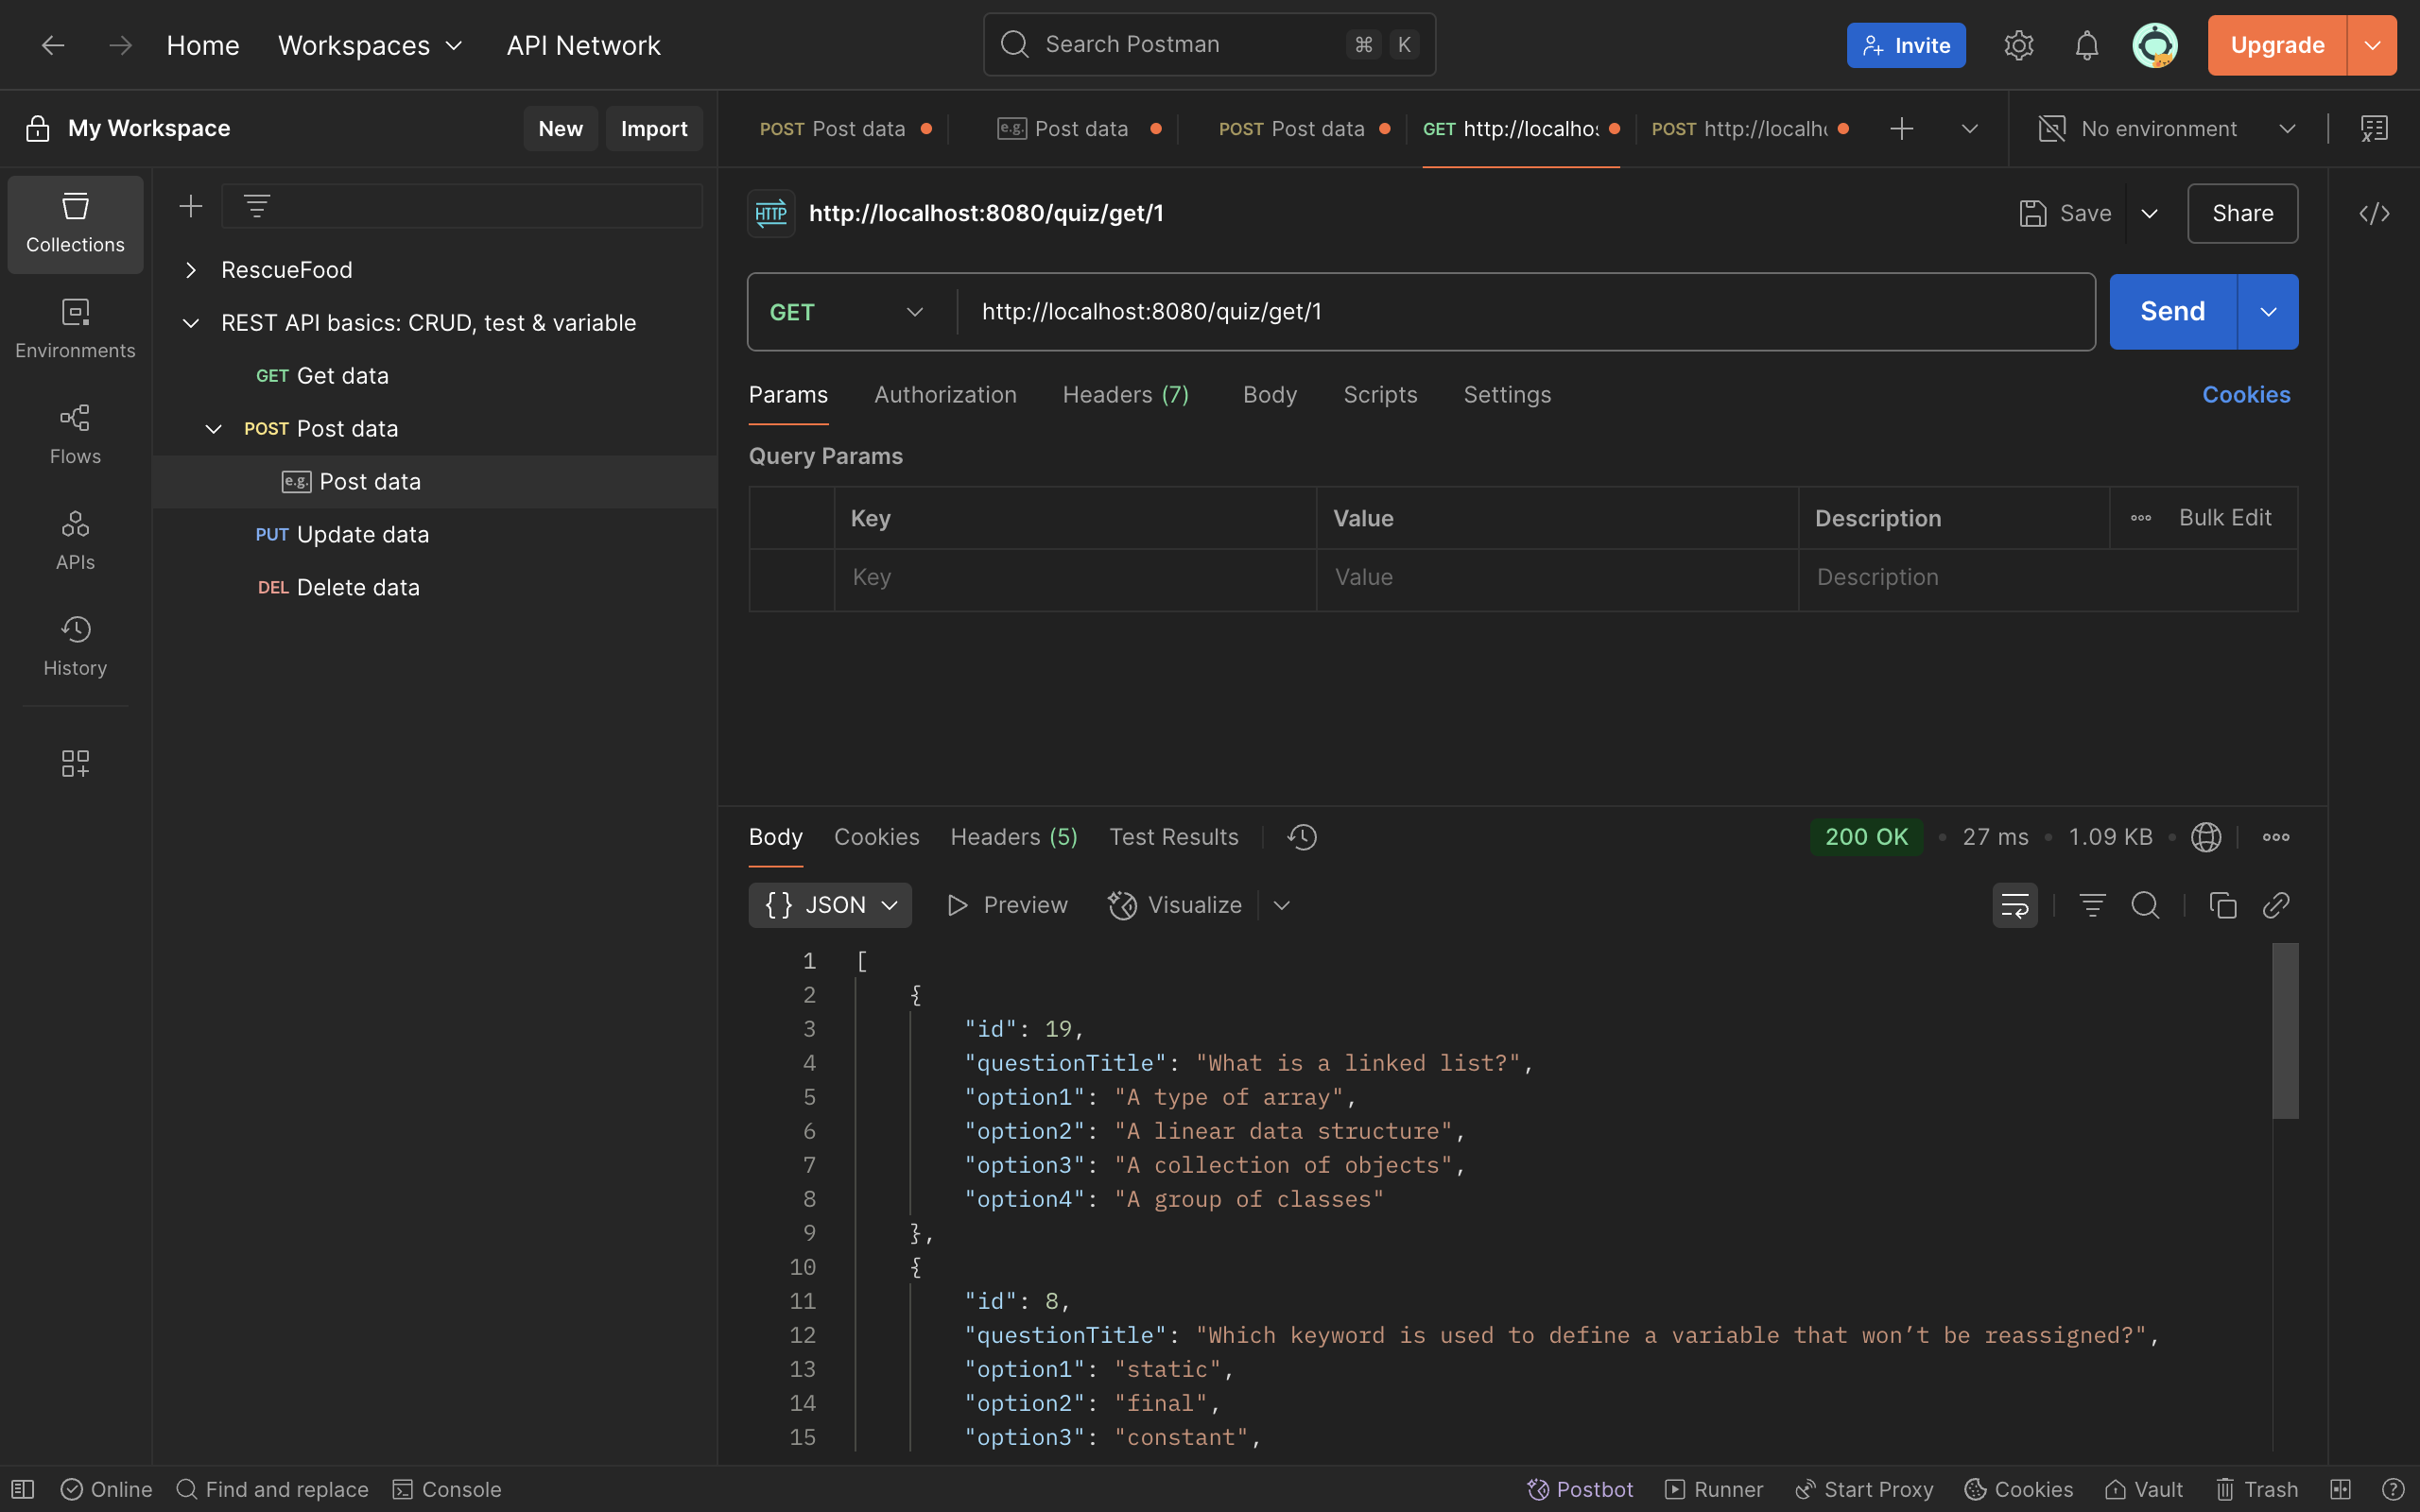 Home Workspaces API Network Search Postman ⌘ K Invite Upgrade
My Workspace New Import
POST Post data e.g. Post data POST Post data GET http://localhos POST http://localh No environment
Collections
Environments
Flows
APIs
History
RescueFood
REST API basics: CRUD, test & variable
GET Get data
POST Post data
e.g. Post data
PUT Update data
DEL Delete data
HTTP http://localhost:8080/quiz/get/1 Save Share
GET http://localhost:8080/quiz/get/1 Send
Params Authorization Headers (7) Body Scripts Settings Cookies
Query Params
Key Value Description Bulk Edit
Key Value Description
Body Cookies Headers (5) Test Results 200 OK • 27 ms • 1.09 KB •
{} JSON Preview Visualize
1 [
2 {
3 "id": 19,
4 "questionTitle": "What is a linked list?",
5 "option1": "A type of array",
6 "option2": "A linear data structure",
7 "option3": "A collection of objects",
8 "option4": "A group of classes"
9 },
10 {
11 "id": 8,
12 "questionTitle": "Which keyword is used to define a variable that won’t be reassigned?",
13 "option1": "static",
14 "option2": "final",
15 "option3": "constant",
Online Find and replace Console Postbot Runner Start Proxy Cookies Vault Trash